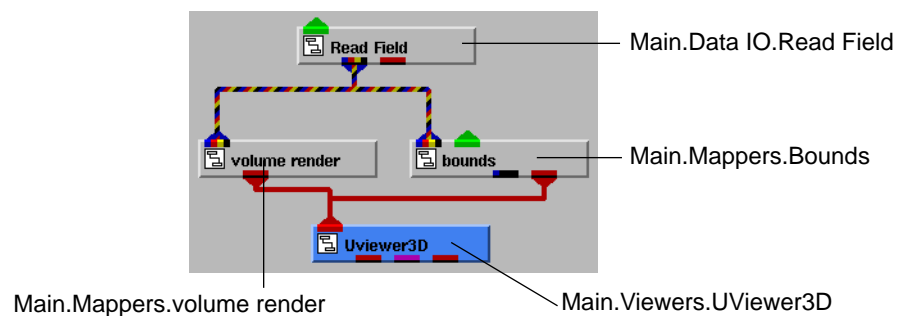 Read Field
Main.Data IO.Read Field
volume render
bounds
Main.Mappers.Bounds
Uviewer3D
Main.Mappers.volume render
Main.Viewers.UViewer3D